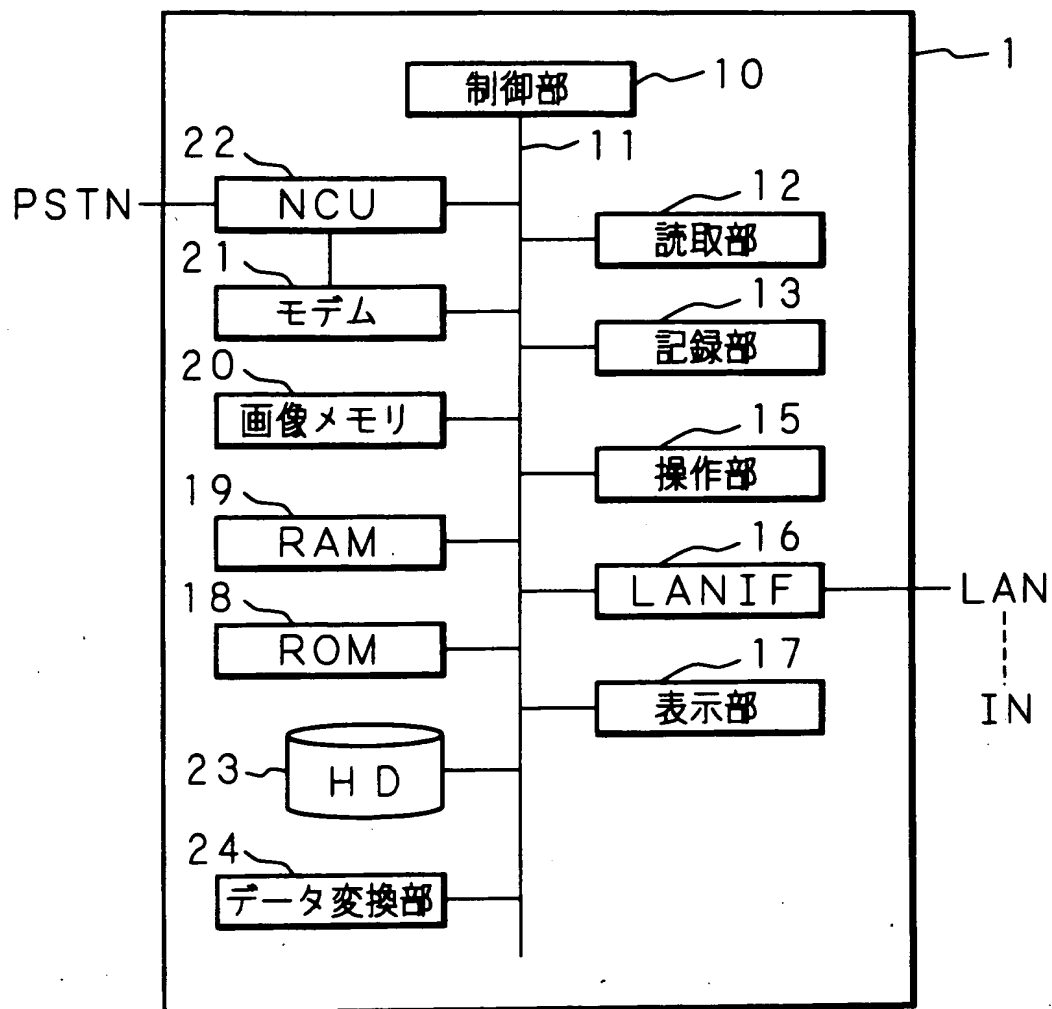 1
制御部
10
11
22
PSTN
NCU
12
読取部
21
モデム
13
記録部
20
画像メモリ
15
操作部
19
RAM
16
LANIF
LAN
18
ROM
17
表示部
IN
23
HD
24
データ変換部